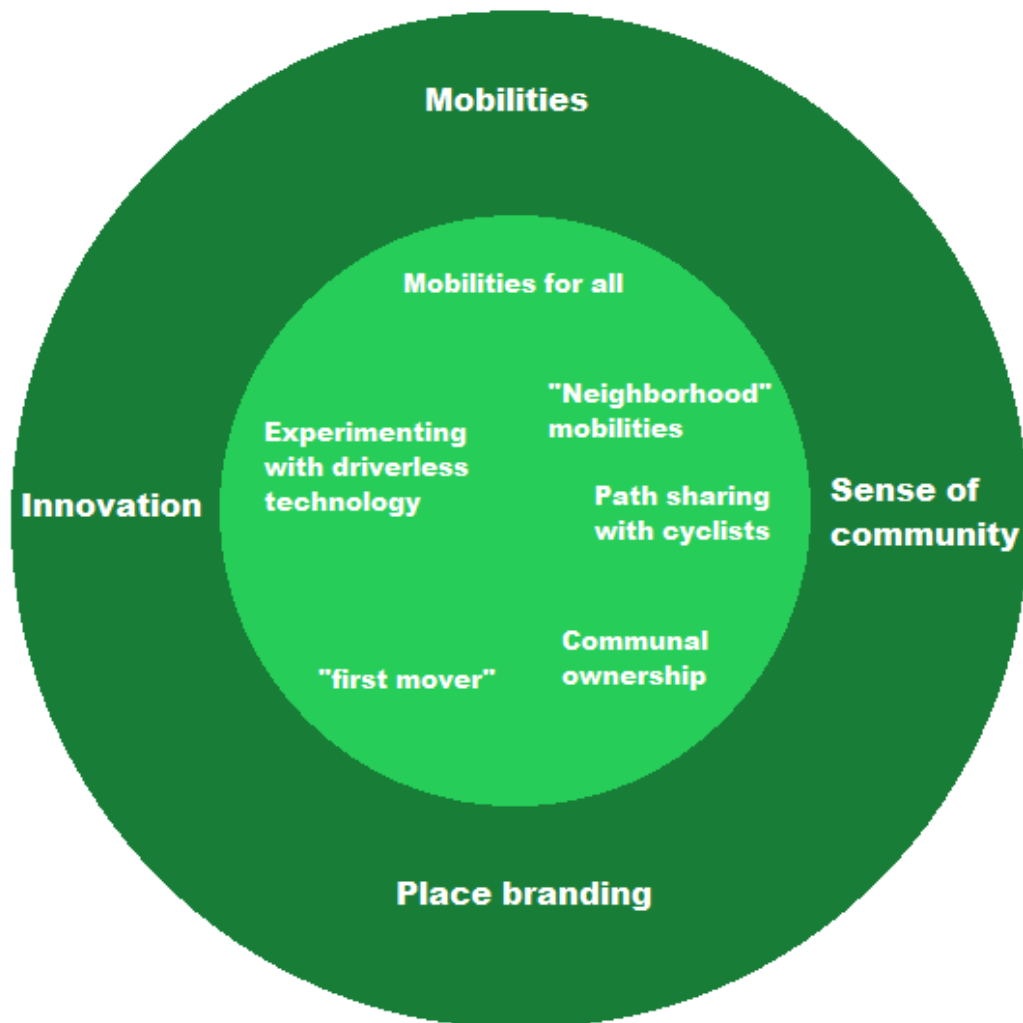 Mobilities
Mobilities for all
"Neighborhood"
mobilities
Experimenting
with driverless
technology
Path sharing
with cyclists
Innovation
Sense of
community
Communal
ownership
"first mover"
Place branding